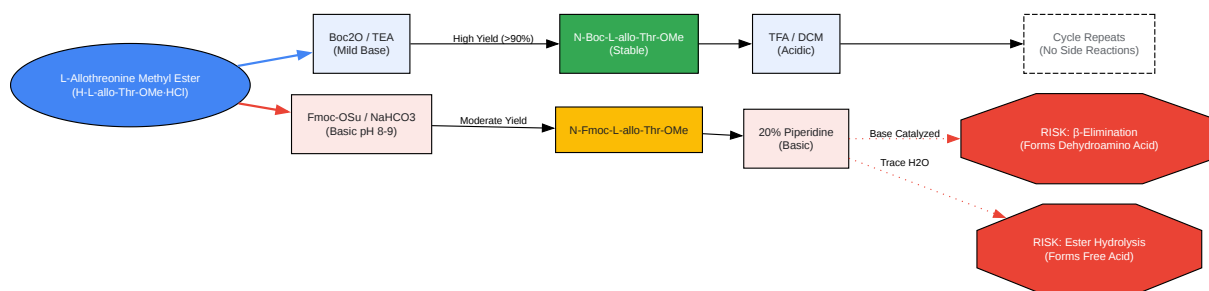 L-Allothreonine Methyl Ester
(H-L-allo-Thr-OMe·HCl)
Boc2O / TEA
(Mild Base)
High Yield (>90%)
N-Boc-L-allo-Thr-OMe
(Stable)
TFA / DCM
(Acidic)
Cycle Repeats
(No Side Reactions)
Fmoc-OSu / NaHCO3
(Basic pH 8-9)
Moderate Yield
N-Fmoc-L-allo-Thr-OMe
20% Piperidine
(Basic)
Base Catalyzed
RISK: β-Elimination
(Forms Dehydroamino Acid)
Trace H2O
RISK: Ester Hydrolysis
(Forms Free Acid)